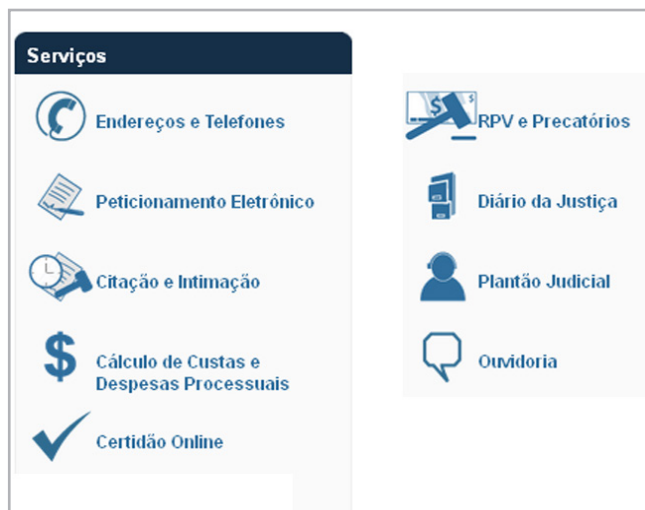 Serviços
Endereços e Telefones
Peticionamento Eletrônico
Citação e Intimação
$
Cálculo de Custas e
Despesas Processuais
Certidão Online
$ $
RPV e Precatórios
Diário da Justiça
Plantão Judicial
Ouvidoria